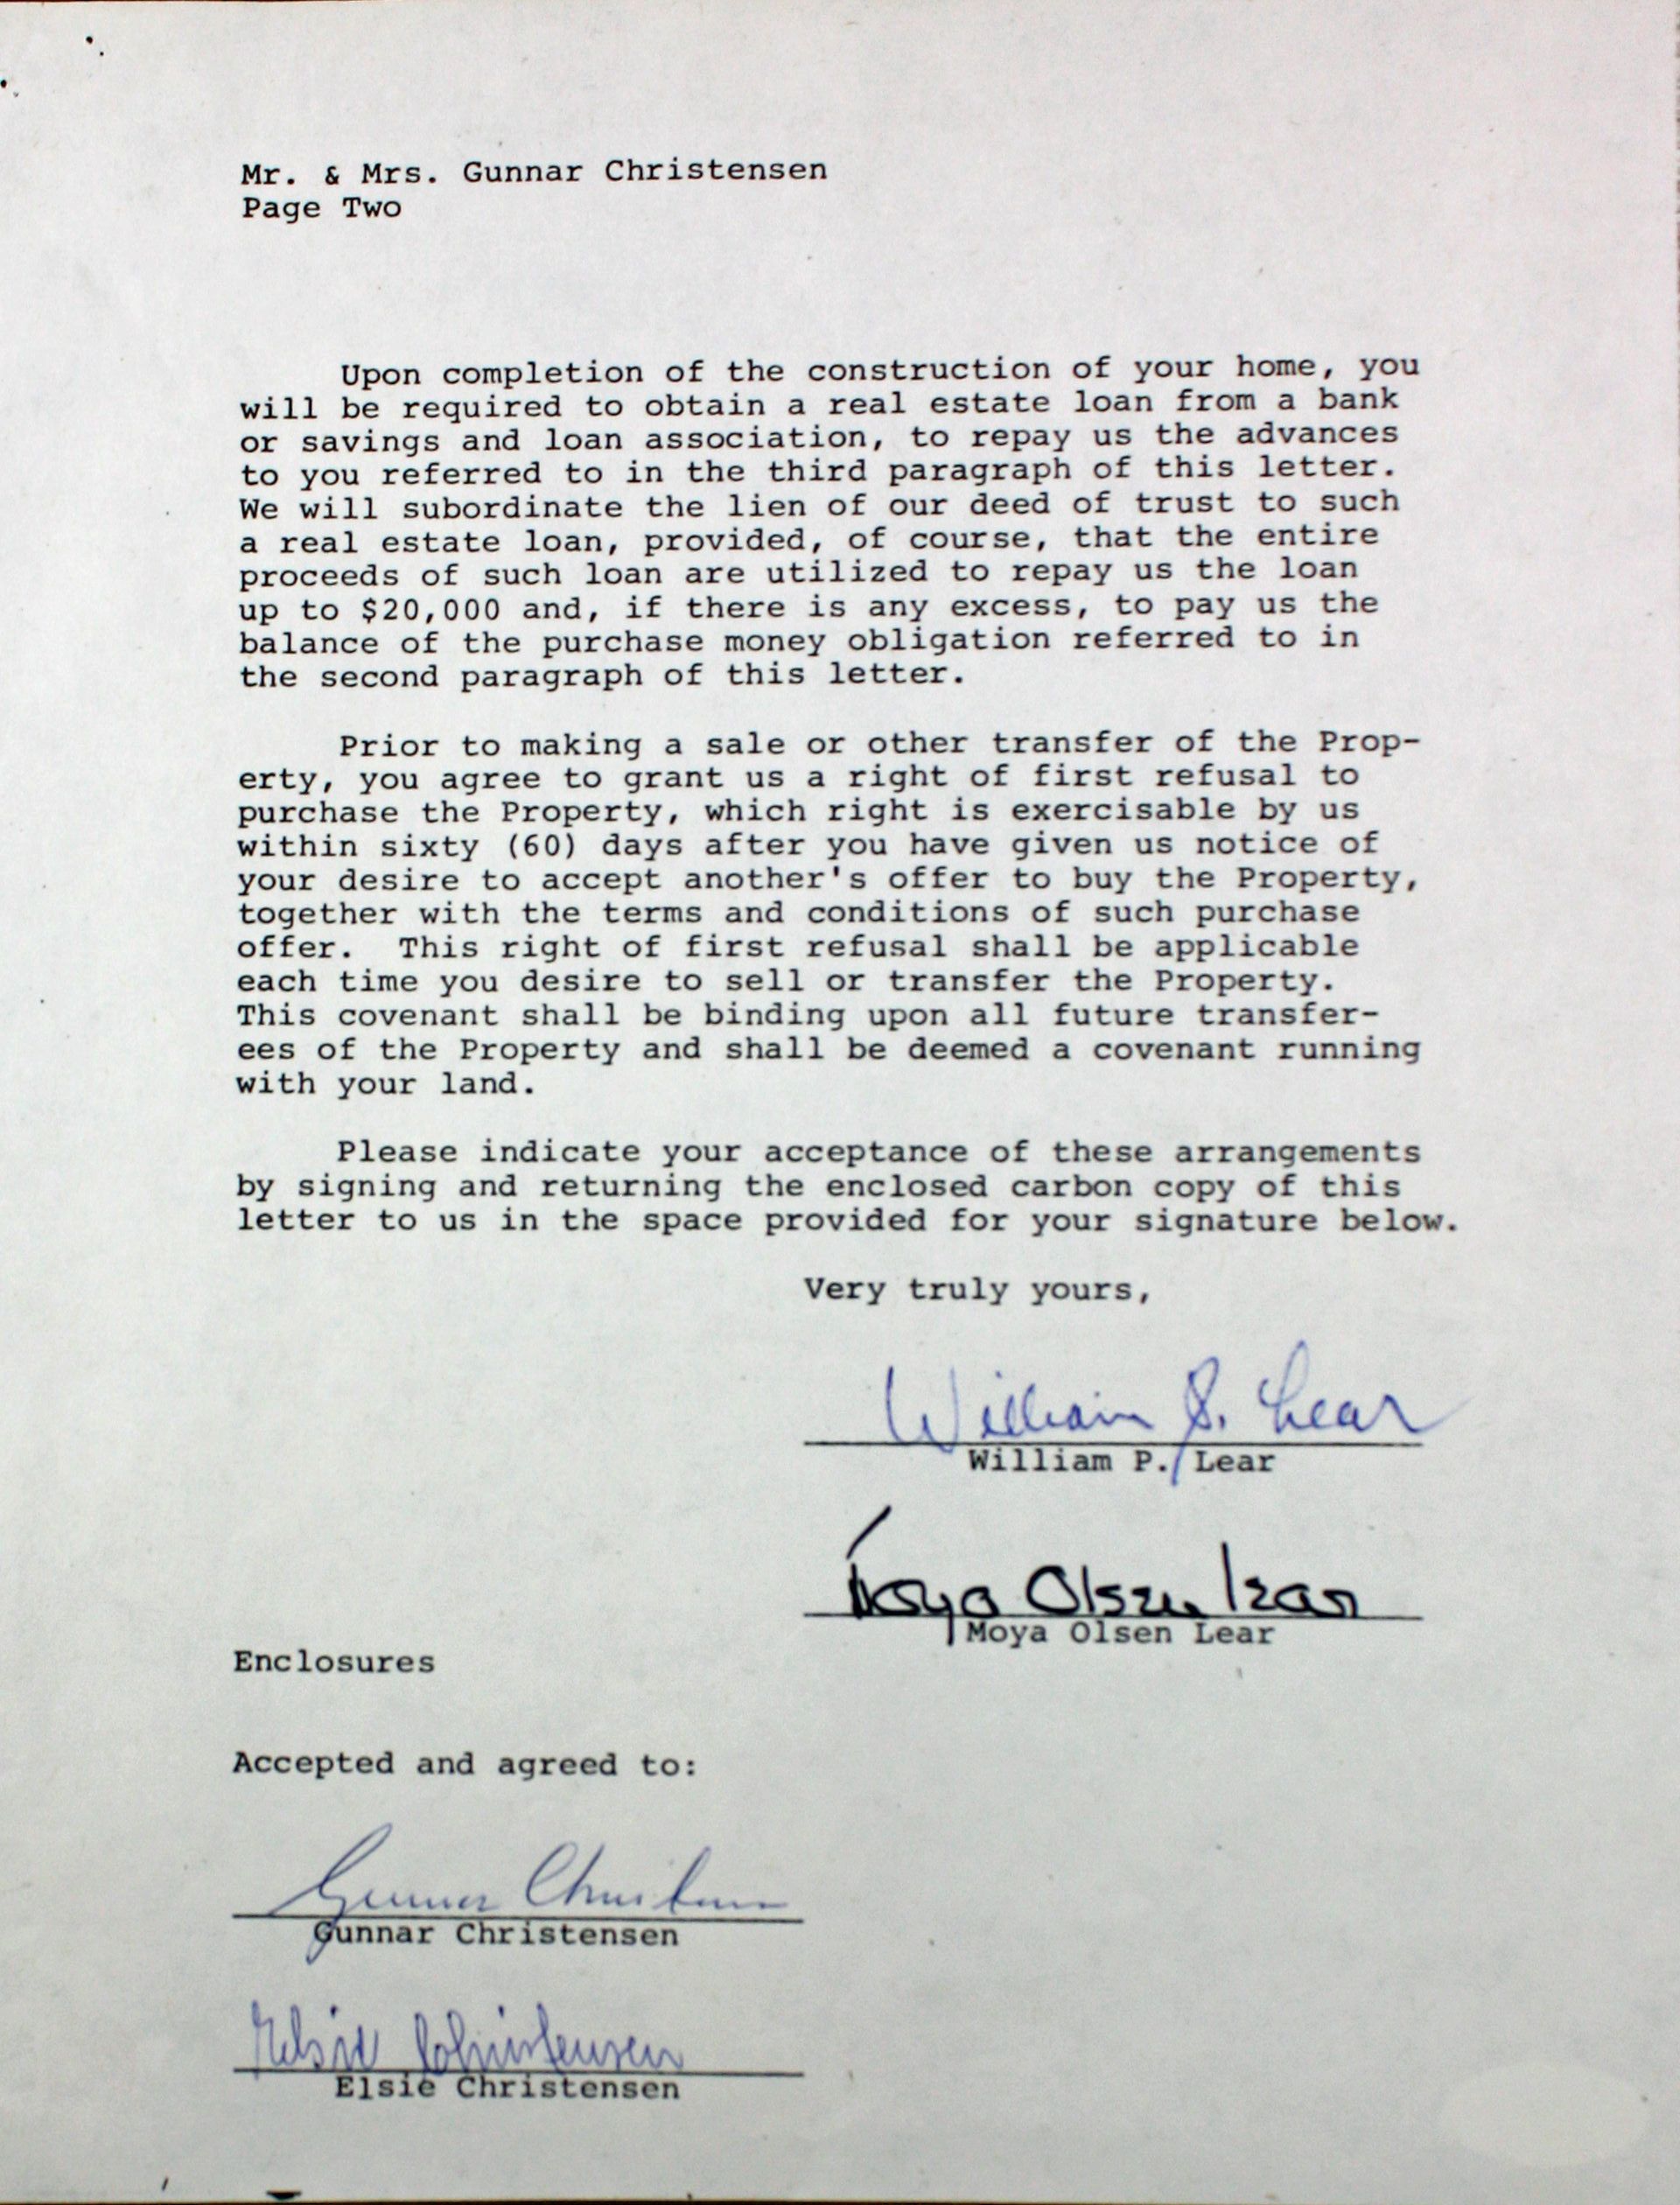 Mr. & Mrs. Gunnar Christensen
Page Two
Upon completion of the construction of your home, you
will be required to obtain a real estate loan from a bank
or savings and loan association, to repay us the advances
to you referred to in the third paragraph of this letter.
We will subordinate the lien of our deed of trust to such
a real estate loan, provided, of course, that the entire
proceeds of such loan are utilized to repay us the loan
up to $20,000 and, if there is any excess, to pay us the
balance of the purchase money obligation referred to in
the second paragraph of this letter.
Prior to making a sale or other transfer of the Prop-
erty, you agree to grant us a right of first refusal to
purchase the Property, which right is exercisable by us
within sixty (60) days after you have given us notice of
your desire to accept another's offer to buy the Property,
together with the terms and conditions of such purchase
offer.  This right of first refusal shall be applicable
each time you desire to sell or transfer the Property.
This covenant shall be binding upon all future transfer-
ees of the Property and shall be deemed a covenant running
with your land.
Please indicate your acceptance of these arrangements
by signing and returning the enclosed carbon copy of this
letter to us in the space provided for your signature below.
Very truly yours,
William P. Lear
William P. Lear
Moya Olsen Lear
Moya Olsen Lear
Enclosures
Accepted and agreed to:
Gunnar Christensen
Gunnar Christensen
Elsie Christensen
Elsie Christensen